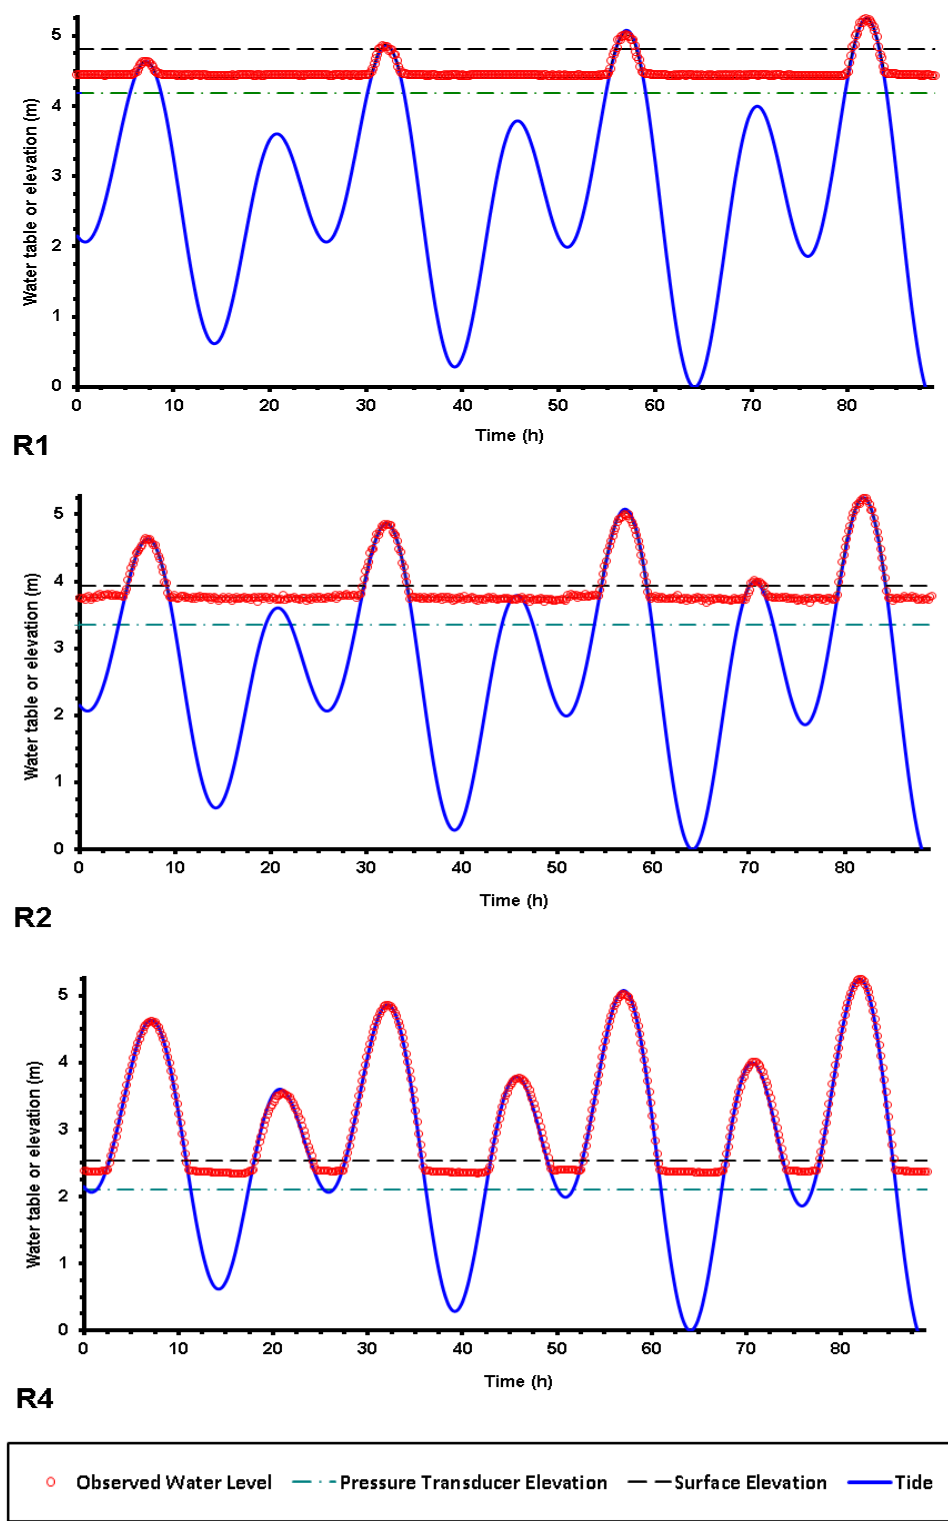 Water table or elevation (m)
5
4
3
2
1
0
0 10 20 30 40 50 60 70 80
Time (h)
R1
Water table or elevation (m)
5
4
3
2
1
0
0 10 20 30 40 50 60 70 80
Time (h)
R2
Water table or elevation (m)
5
4
3
2
1
0
0 10 20 30 40 50 60 70 80
Time (h)
R4
Observed Water Level Pressure Transducer Elevation Surface Elevation Tide